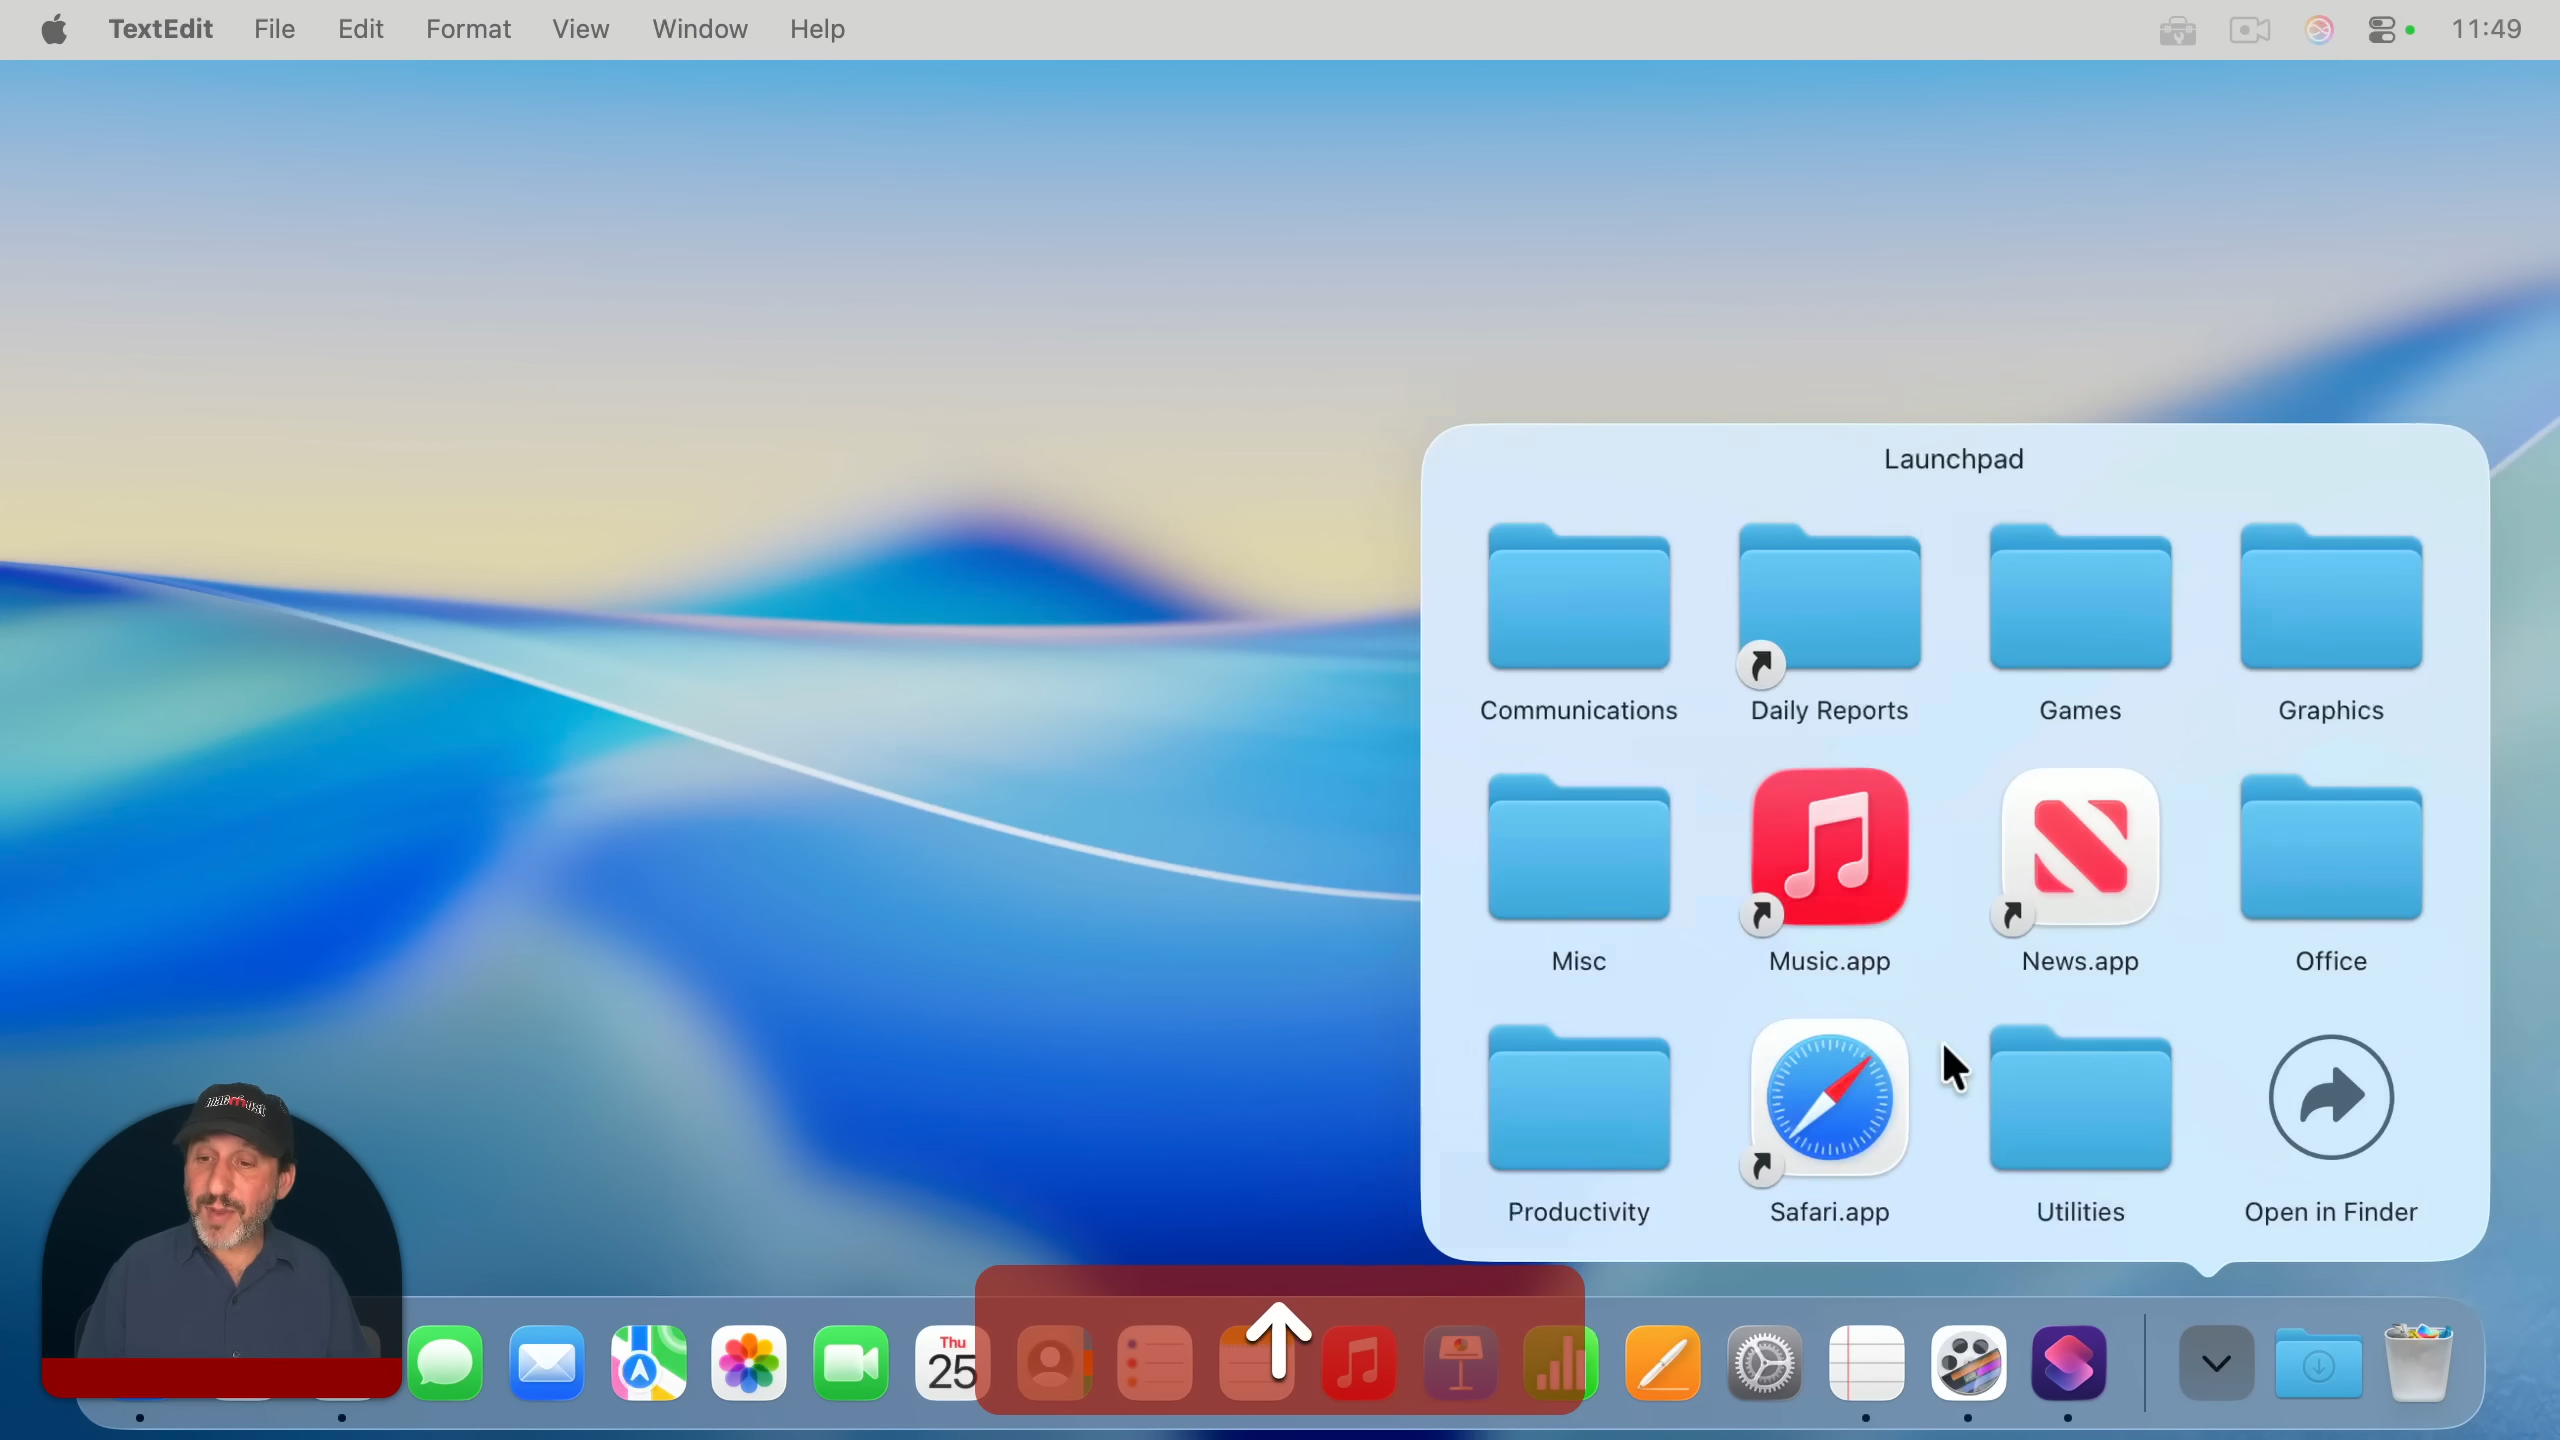 TextEdit File Edit Format View Window Help 11:49
Launchpad
Communications Daily Reports Games Graphics
Misc Music.app News.app Office
Productivity Safari.app Utilities Open in Finder
macmost
Thu
25